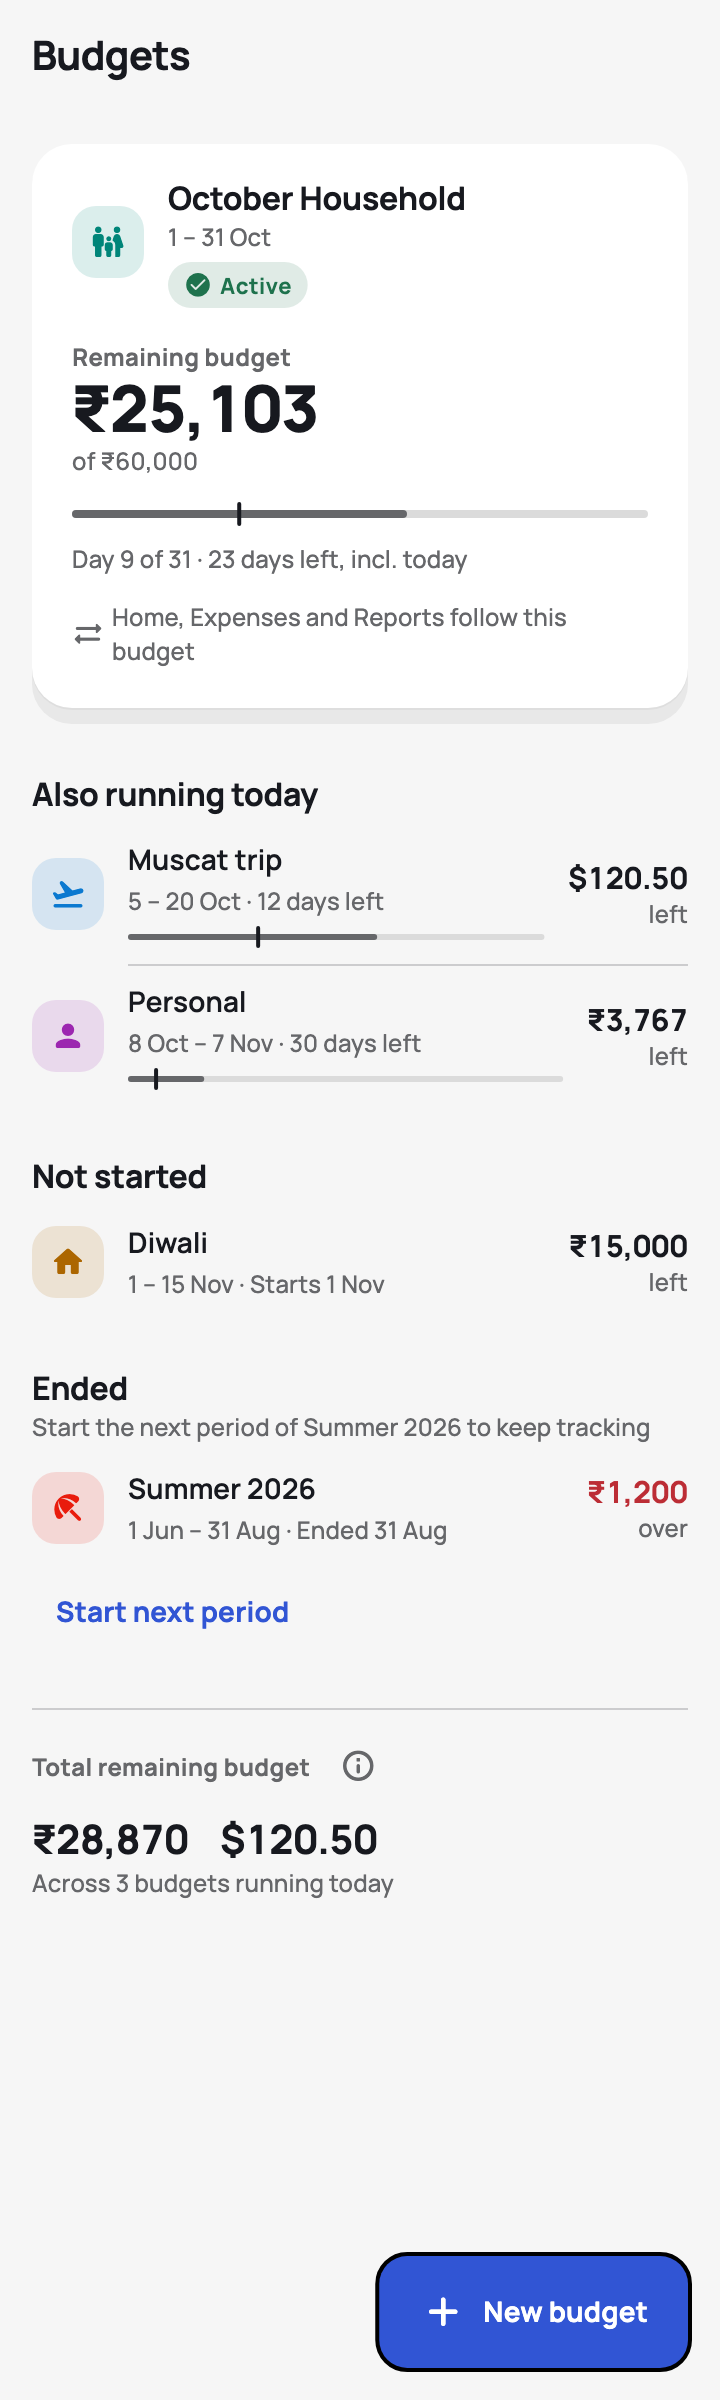 Budgets
October Household
1 – 31 Oct
Active
Remaining budget
₹25,103
of ₹60,000
Day 9 of 31 · 23 days left, incl. today
Home, Expenses and Reports follow this
budget
Also running today
Muscat trip
5 – 20 Oct · 12 days left
$120.50
left
Personal
8 Oct – 7 Nov · 30 days left
₹3,767
left
Not started
Diwali
1 – 15 Nov · Starts 1 Nov
₹15,000
left
Ended
Start the next period of Summer 2026 to keep tracking
Summer 2026
1 Jun – 31 Aug · Ended 31 Aug
₹1,200
over
Start next period
Total remaining budget
₹28,870 $120.50
Across 3 budgets running today
New budget